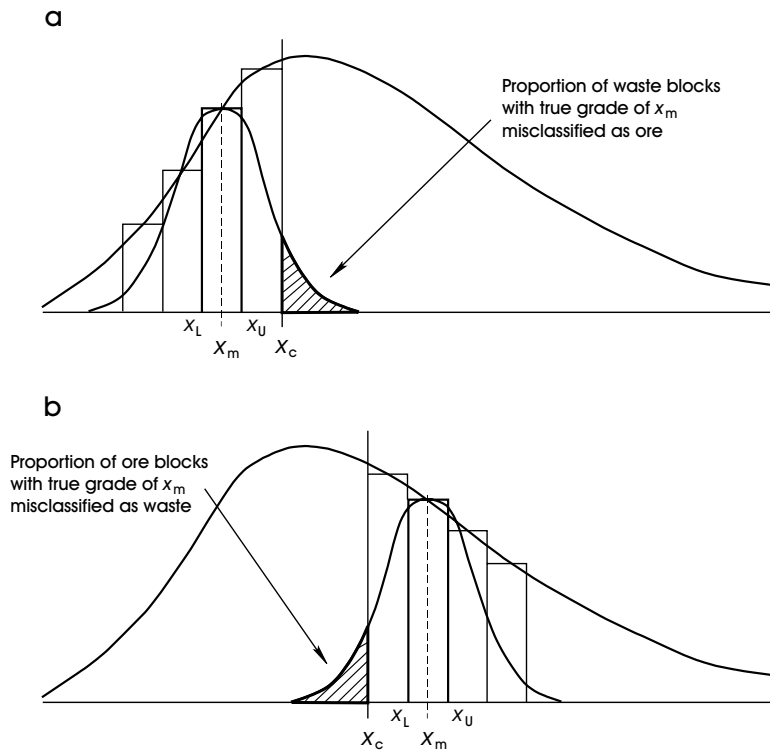 a
Proportion of waste blocks
with true grade of xm
misclassified as ore
XL
XU
Xm
Xc
b
Proportion of ore blocks
with true grade of xm
misclassified as waste
XL
XU
Xc
Xm